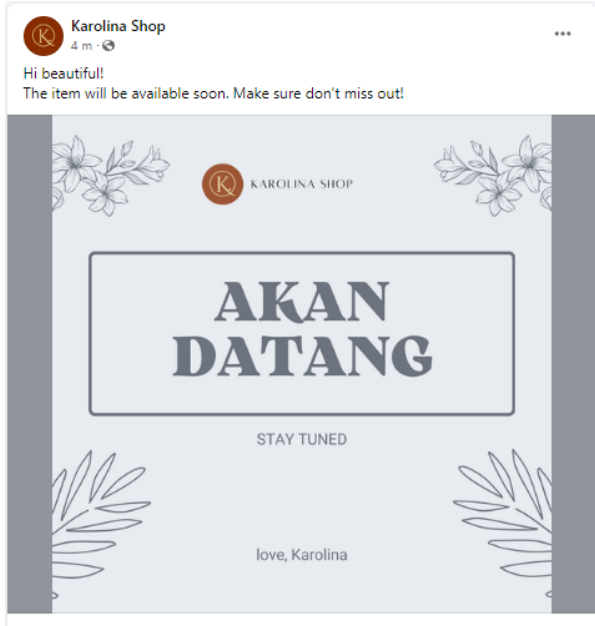 Karolina Shop
4 m ·
Hi beautiful!
The item will be available soon. Make sure don't miss out!
K KAROLINA SHOP
AKAN
DATANG
STAY TUNED
love, Karolina